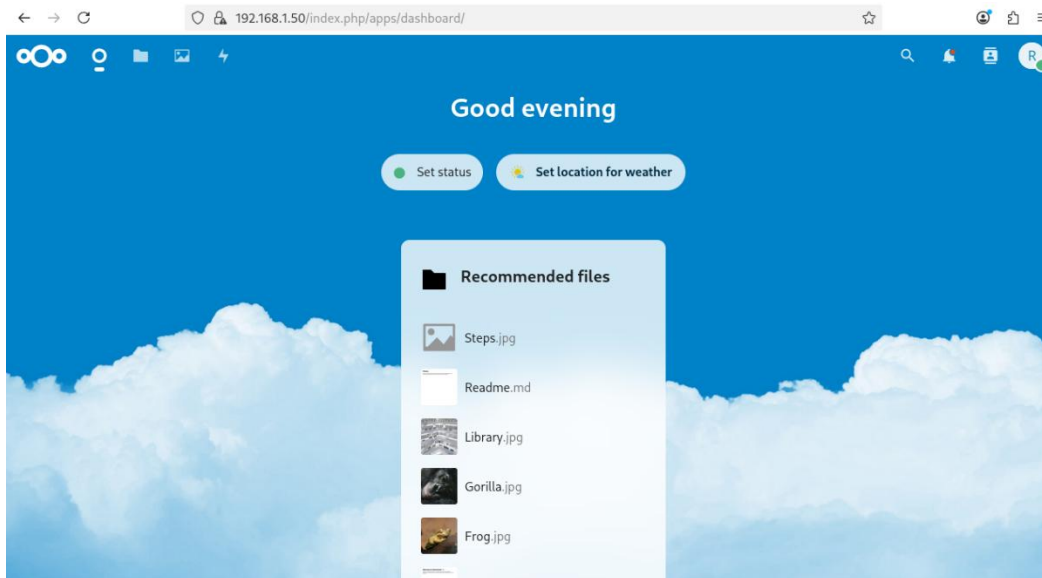 192.168.1.50/index.php/apps/dashboard/
R
Good evening
Set status
Set location for weather
Recommended files
Steps.jpg
Readme.md
Library.jpg
Gorilla.jpg
Frog.jpg